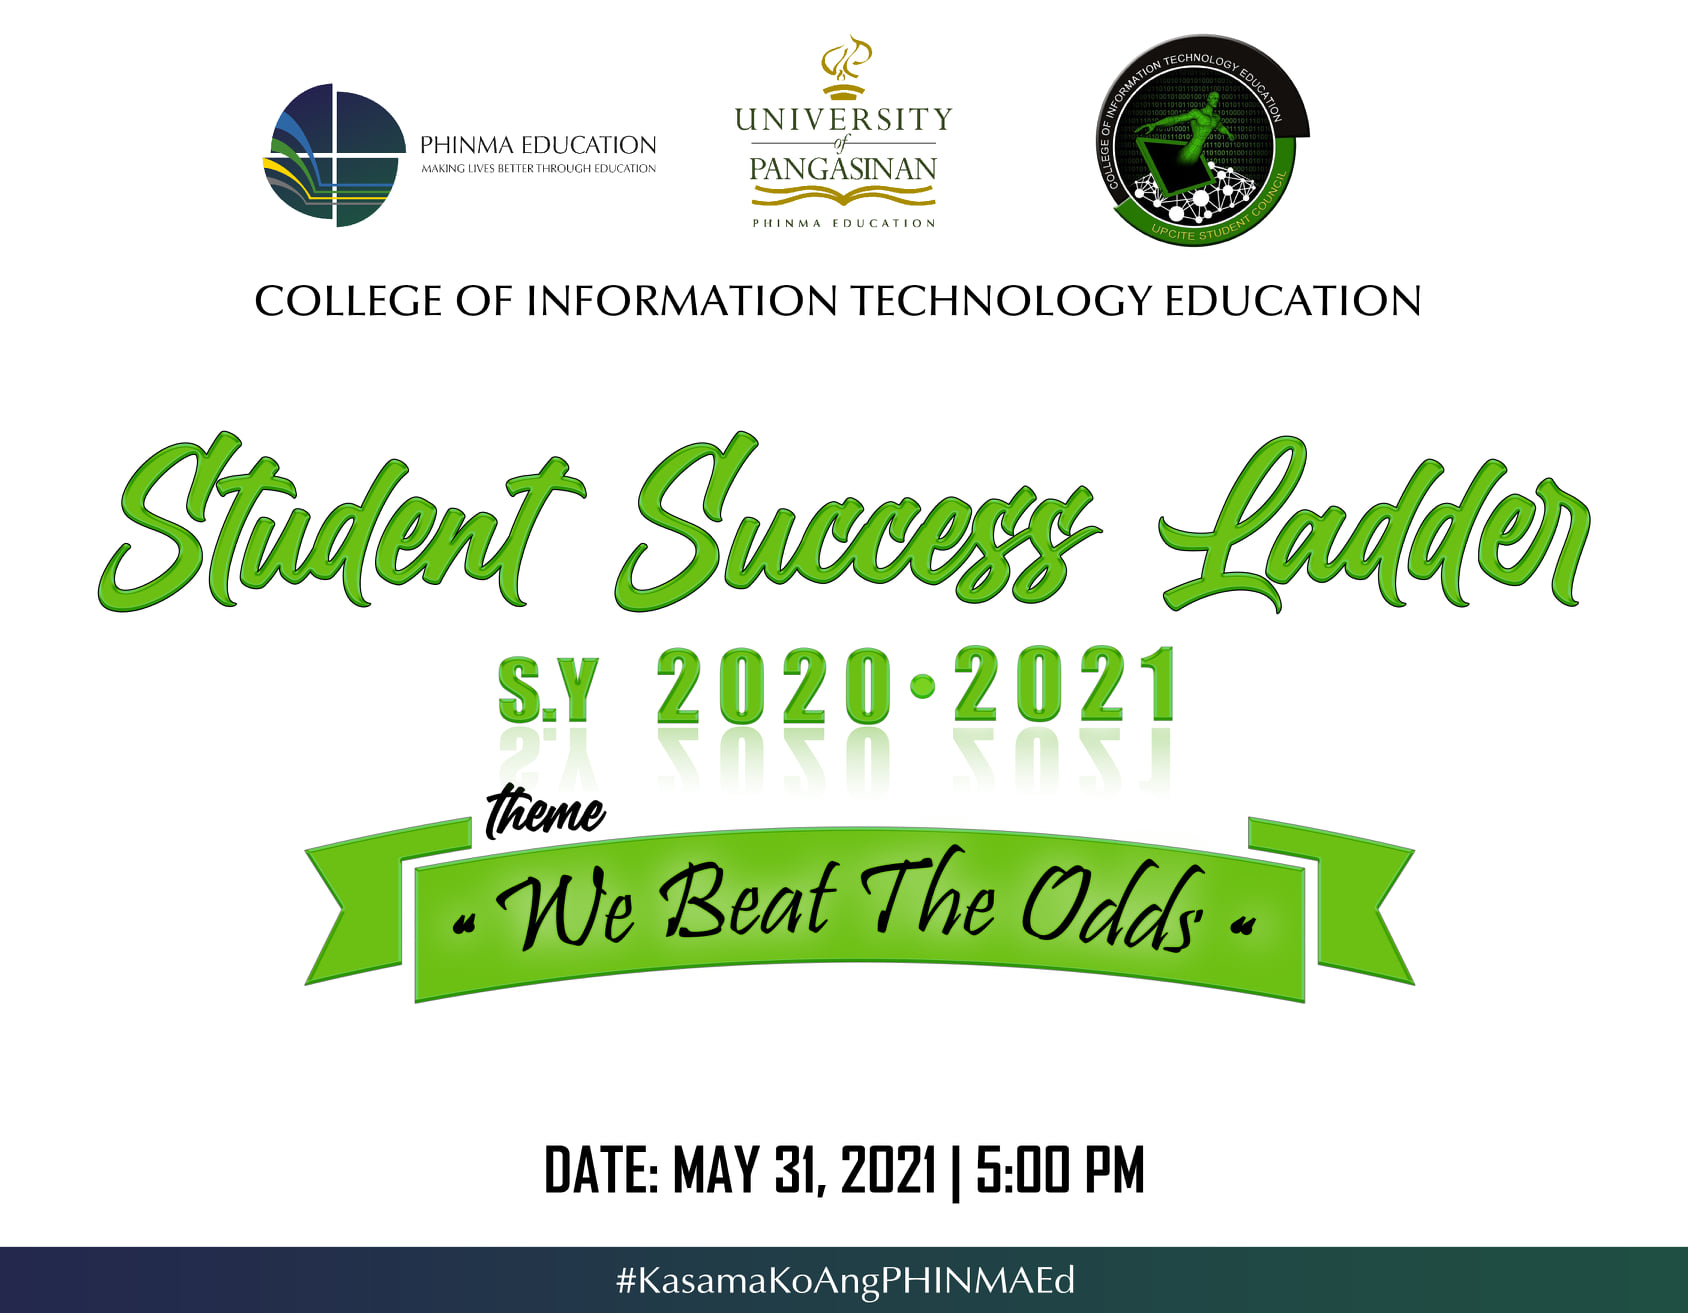 PHINMA EDUCATION
MAKING LIVES BETTER THROUGH EDUCATION
UNIVERSITY
of
PANGASINAN
PHINMA EDUCATION
COLLEGE OF INFORMATION TECHNOLOGY EDUCATION
UPCITE STUDENT COUNCIL
COLLEGE OF INFORMATION TECHNOLOGY EDUCATION
Student Success Ladder
S.Y 2020•2021
theme
“ We Beat The Odds “
DATE: MAY 31, 2021 | 5:00 PM
#KasamaKoAngPHINMAEd